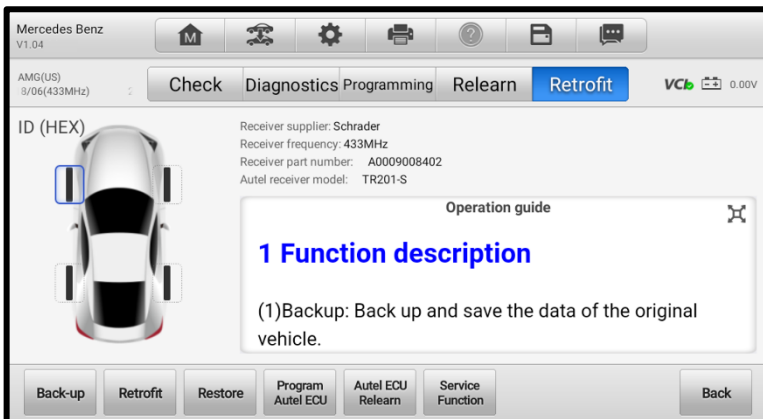 Mercedes Benz
V1.04
M
?
AMG(US)
8/06(433MHz) 2
Check Diagnostics Programming Relearn Retrofit
VCI 0.00V
ID (HEX)
Receiver supplier: Schrader
Receiver frequency: 433MHz
Receiver part number: A0009008402
Autel receiver model: TR201-S
Operation guide
1 Function description
(1)Backup: Back up and save the data of the original
vehicle.
Back-up Retrofit Restore Program Autel ECU Autel ECU Relearn Service Function Back